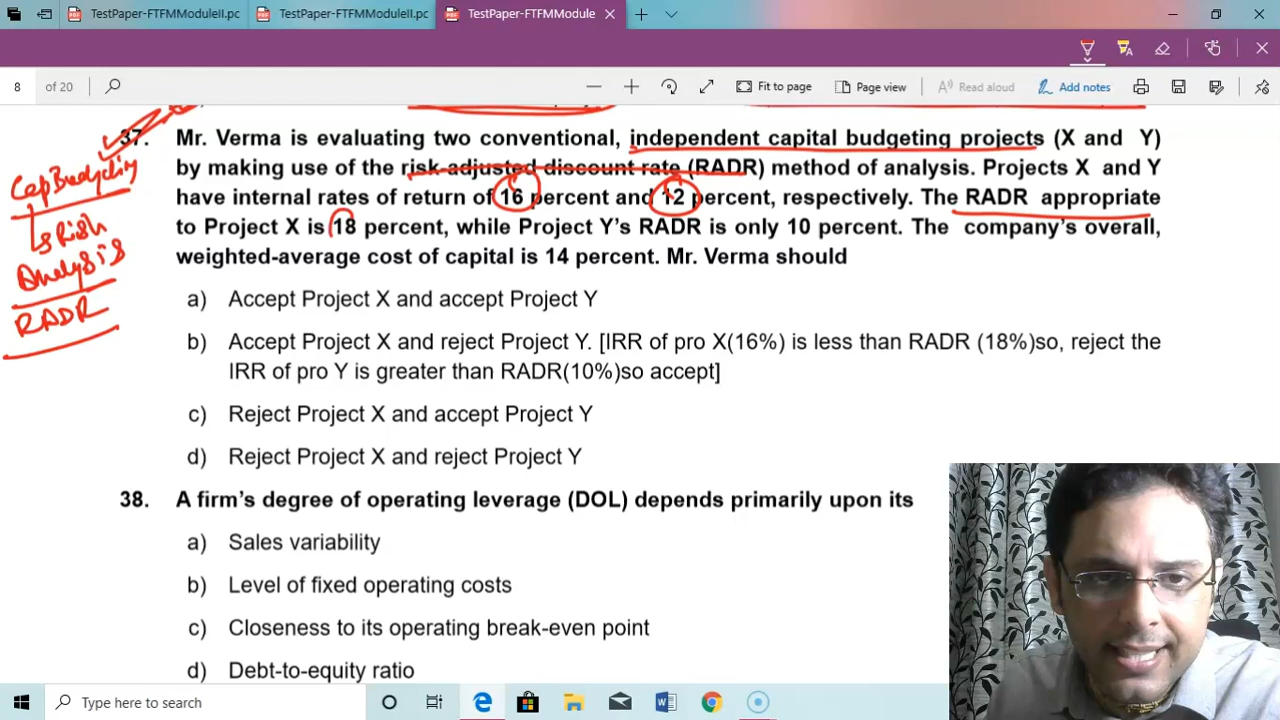 TestPaper-FTFMModuleII.pc
TestPaper-FTFMModuleII.pc
TestPaper-FTFMModule
8 of 20
Fit to page
Page view
Read aloud
Add notes
37. Mr. Verma is evaluating two conventional, independent capital budgeting projects (X and Y)
by making use of the risk-adjusted discount rate (RADR) method of analysis. Projects X and Y
have internal rates of return of 16 percent and 12 percent, respectively. The RADR appropriate
to Project X is 18 percent, while Project Y's RADR is only 10 percent. The company's overall,
weighted-average cost of capital is 14 percent. Mr. Verma should
Cap Budgeting
Risk
Analysis
RADR
a) Accept Project X and accept Project Y
b) Accept Project X and reject Project Y. [IRR of pro X(16%) is less than RADR (18%)so, reject the
IRR of pro Y is greater than RADR(10%)so accept]
c) Reject Project X and accept Project Y
d) Reject Project X and reject Project Y
38. A firm's degree of operating leverage (DOL) depends primarily upon its
a) Sales variability
b) Level of fixed operating costs
c) Closeness to its operating break-even point
d) Debt-to-equity ratio
Type here to search